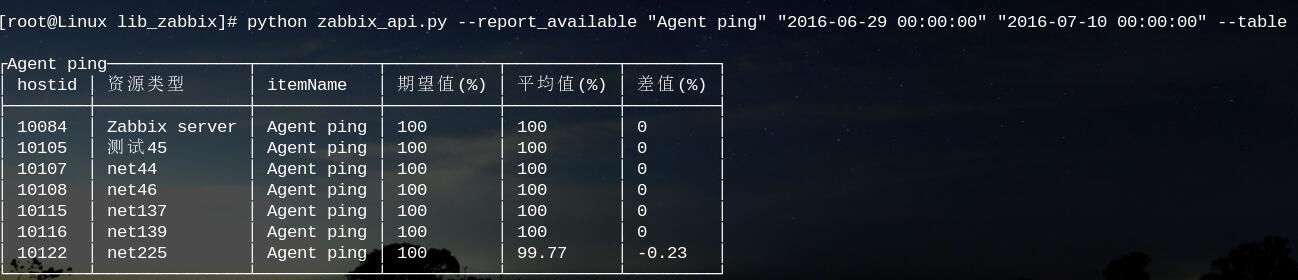 [root@Linux lib_zabbix]# python zabbix_api.py --report_available "Agent ping" "2016-06-29 00:00:00" "2016-07-10 00:00:00" --table
Agent ping
hostid 资源类型 itemName 期望值(%) 平均值(%) 差值(%)
10084 Zabbix server Agent ping 100 100 0
10105 测试45 Agent ping 100 100 0
10107 net44 Agent ping 100 100 0
10108 net46 Agent ping 100 100 0
10115 net137 Agent ping 100 100 0
10116 net139 Agent ping 100 100 0
10122 net225 Agent ping 100 99.77 -0.23